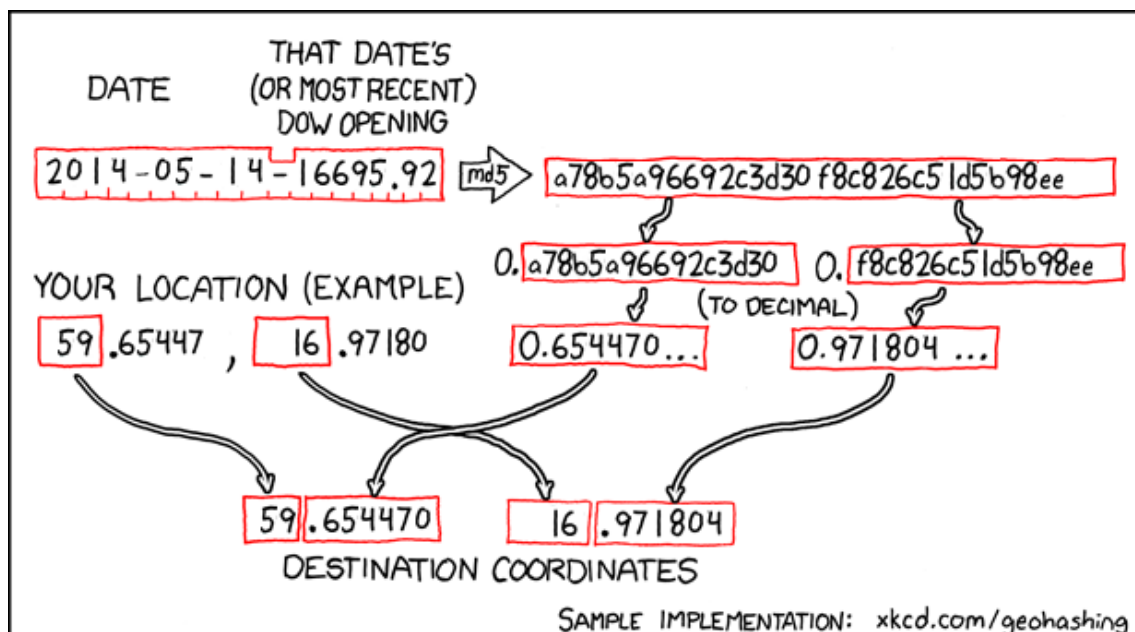 DATE
THAT DATE'S
(OR MOST RECENT)
DOW OPENING
2014-05-14-16695.92
md5
a78b5a96692c3d30f8c826c51d5b98ee
0.a78b5a96692c3d30
0.f8c826c51d5b98ee
(TO DECIMAL)
YOUR LOCATION (EXAMPLE)
59.65447, 16.97180
0.654470...
0.971804...
59.654470
16.971804
DESTINATION COORDINATES
SAMPLE IMPLEMENTATION: xkcd.com/geohashing